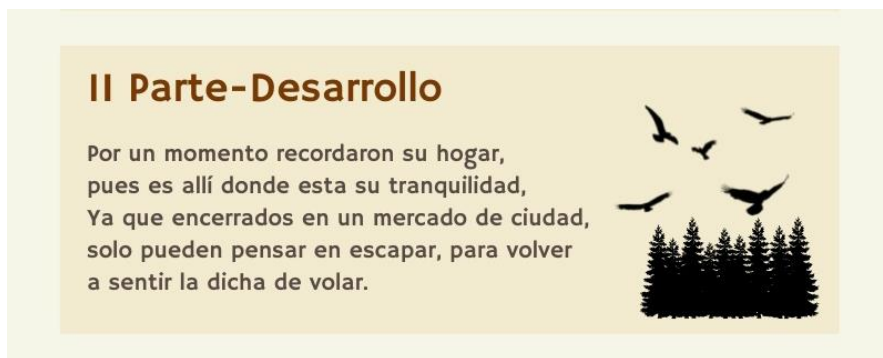 II Parte-Desarrollo
Por un momento recordaron su hogar,
pues es allí donde esta su tranquilidad,
Ya que encerrados en un mercado de ciudad,
solo pueden pensar en escapar, para volver
a sentir la dicha de volar.